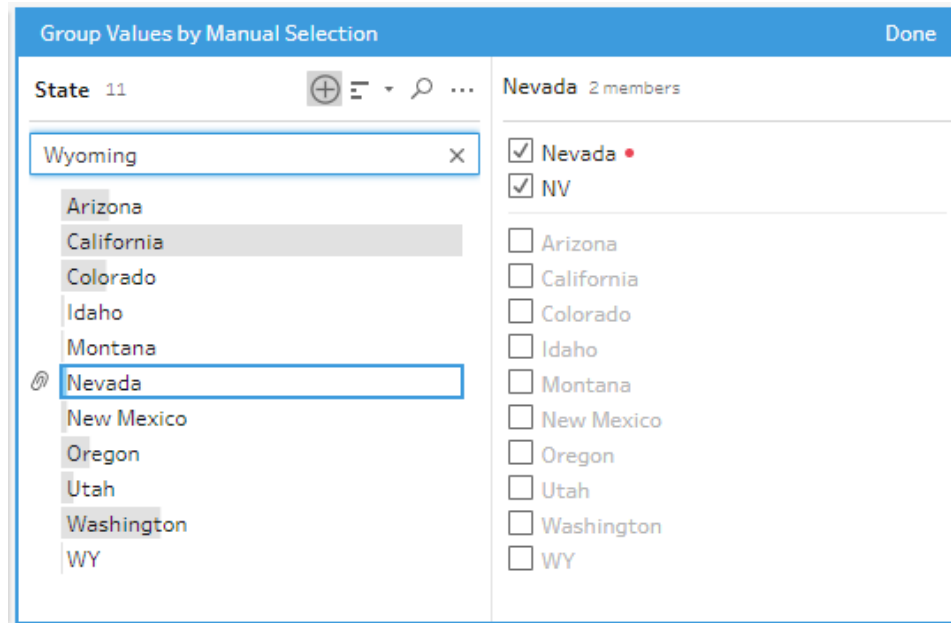 Group Values by Manual Selection
Done
State 11
Wyoming
Arizona
California
Colorado
Idaho
Montana
Nevada
New Mexico
Oregon
Utah
Washington
WY
Nevada 2 members
Nevada
NV
Arizona
California
Colorado
Idaho
Montana
New Mexico
Oregon
Utah
Washington
WY